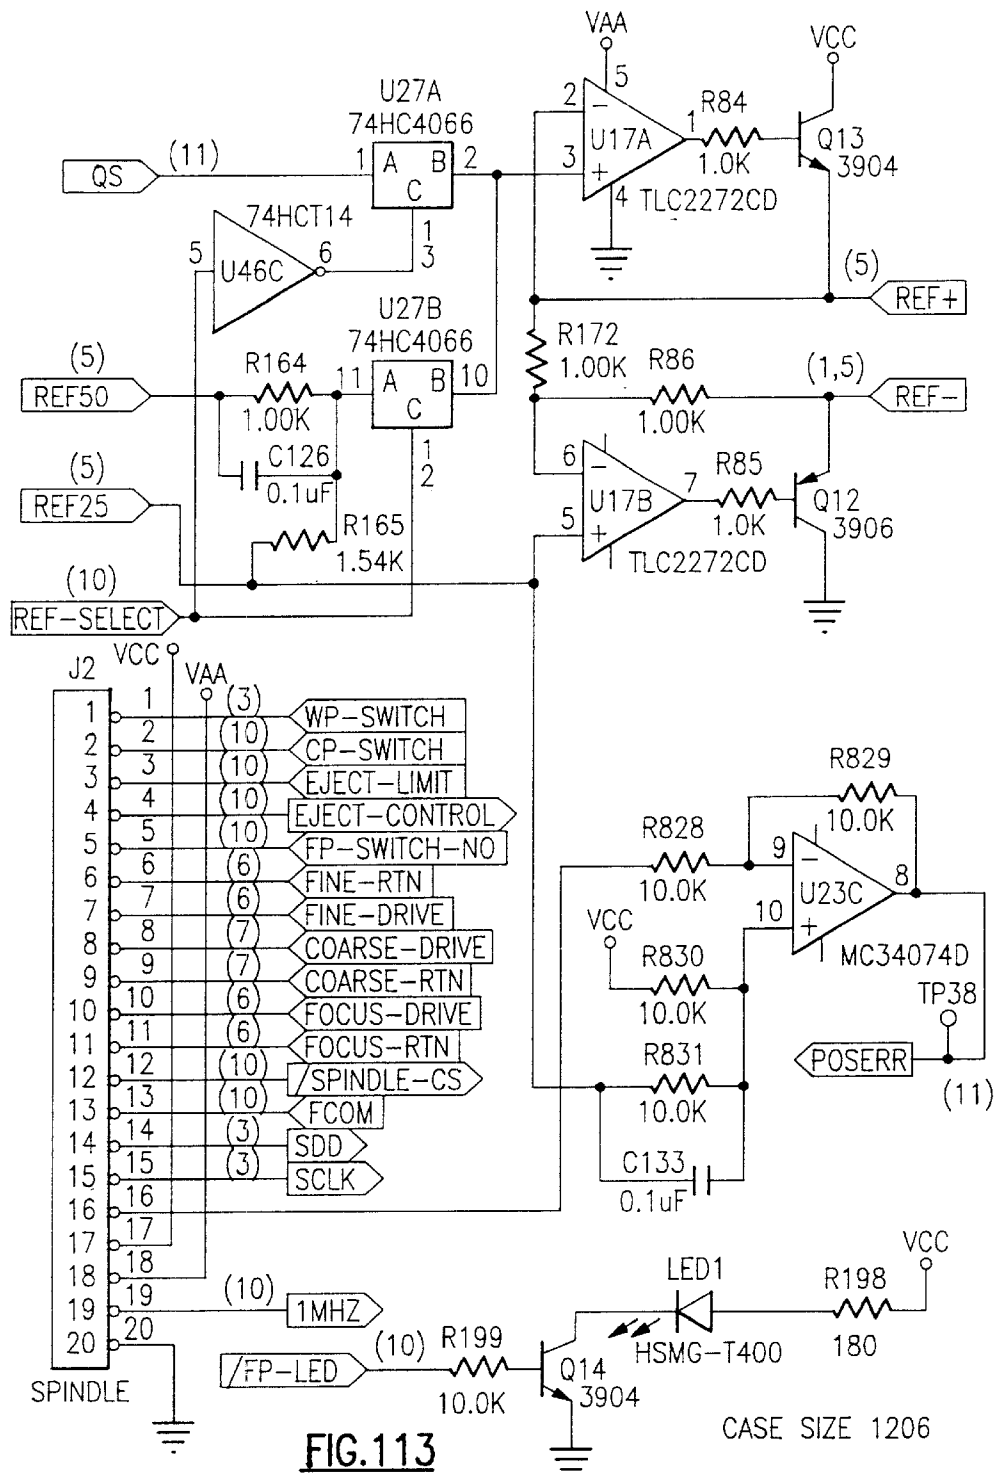 VAA
VCC
U27A
74HC4066
QS
(11)
1
A
B
C
2
1
3
2
3
5
-
+
U17A
4
TLC2272CD
1
R84
1.0K
Q13
3904
74HCT14
5
U46C
6
(5)
REF+
U27B
74HC4066
(5)
REF50
R164
1.00K
11
A
B
C
10
1
2
C126
0.1uF
R172
1.00K
R86
1.00K
(1,5)
REF-
(5)
REF25
R165
1.54K
6
5
-
+
U17B
7
TLC2272CD
R85
1.0K
Q12
3906
(10)
REF-SELECT
J2
VCC
VAA
1 1 (3) WP-SWITCH
2 2 (10) CP-SWITCH
3 3 (10) EJECT-LIMIT
4 4 (10) EJECT-CONTROL
5 5 (10) FP-SWITCH-NO
6 6 (6) FINE-RTN
7 7 (6) FINE-DRIVE
8 8 (7) COARSE-DRIVE
9 9 (7) COARSE-RTN
10 10 (6) FOCUS-DRIVE
11 11 (6) FOCUS-RTN
12 12 (10) /SPINDLE-CS
13 13 (10) FCOM
14 14 (3) SDD
15 15 (3) SCLK
16 16
17 17
18 18
19 19 (10) 1MHZ
20 20
SPINDLE
R829
10.0K
R828
10.0K
9
10
-
+
U23C
8
MC34074D
VCC
R830
10.0K
TP38
R831
10.0K
POSERR
(11)
C133
0.1uF
VCC
LED1
HSMG-T400
R198
180
/FP-LED
(10)
R199
10.0K
Q14
3904
CASE SIZE 1206
FIG.113